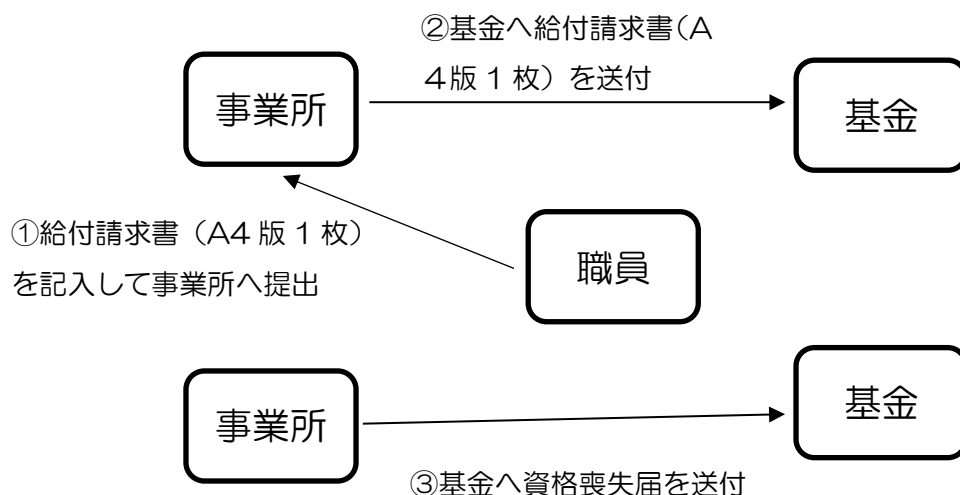 ②基金へ給付請求書(A
4版 1 枚)を送付
事業所
基金
①給付請求書（A4 版 1 枚）
を記入して事業所へ提出
職員
事業所
基金
③基金へ資格喪失届を送付